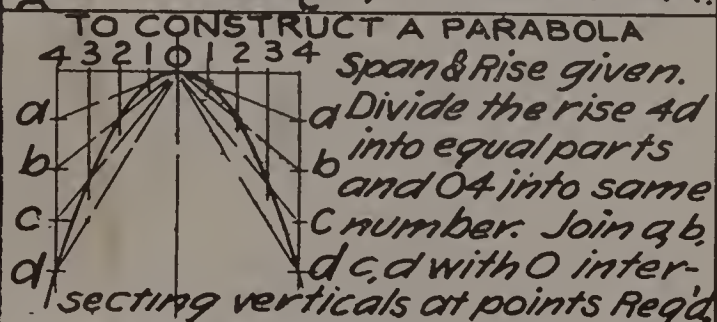 TO CONSTRUCT A PARABOLA
4 3 2 1 0 1 2 3 4
Span & Rise given.
a a Divide the rise 4d
b b into equal parts
and 04 into same
c c number. Join a, b,
d d c, d with O inter-
secting verticals at points Req'd.